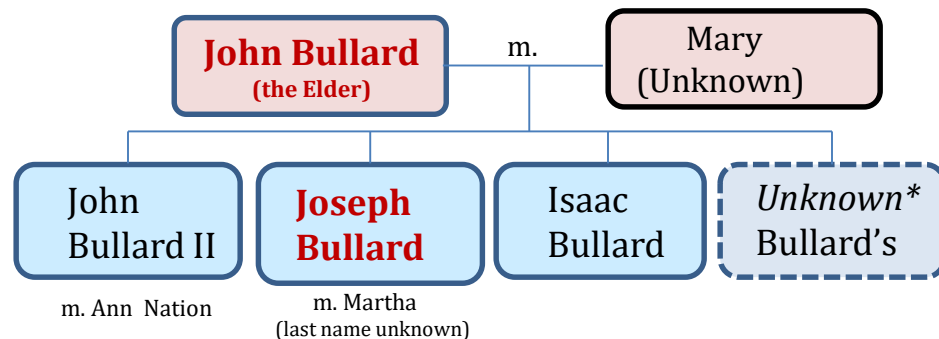 John Bullard
(the Elder)
m.
Mary
(Unknown)
John
Bullard II
Joseph
Bullard
Isaac
Bullard
Unknown*
Bullard’s
m. Ann Nation
m. Martha
(last name unknown)